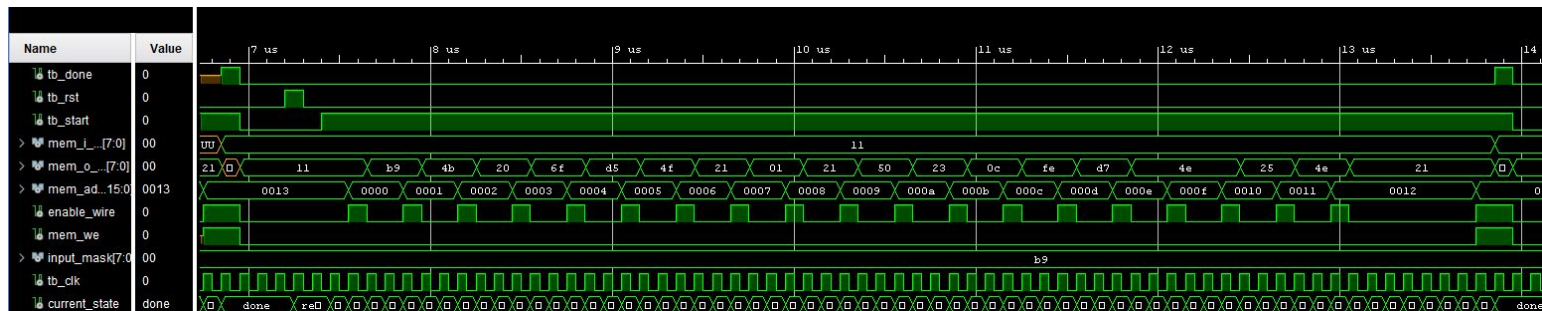 Name Value 7 us 8 us 9 us 10 us 11 us 12 us 13 us 14
tb_done 0
tb_rst 0
tb_start 0
mem_i_...[7:0] 00 UU 11
mem_o_...[7:0] 00 21 11 b9 4b 20 6f d5 4f 21 01 21 50 23 0c fe d7 4e 25 4e 21
mem_ad...15:0] 0013 0013 0000 0001 0002 0003 0004 0005 0006 0007 0008 0009 000a 000b 000c 000d 000e 000f 0010 0011 0012 0
enable_wire 0
mem_we 0
input_mask[7:0 00 b9
tb_clk 0
current_state done done re done